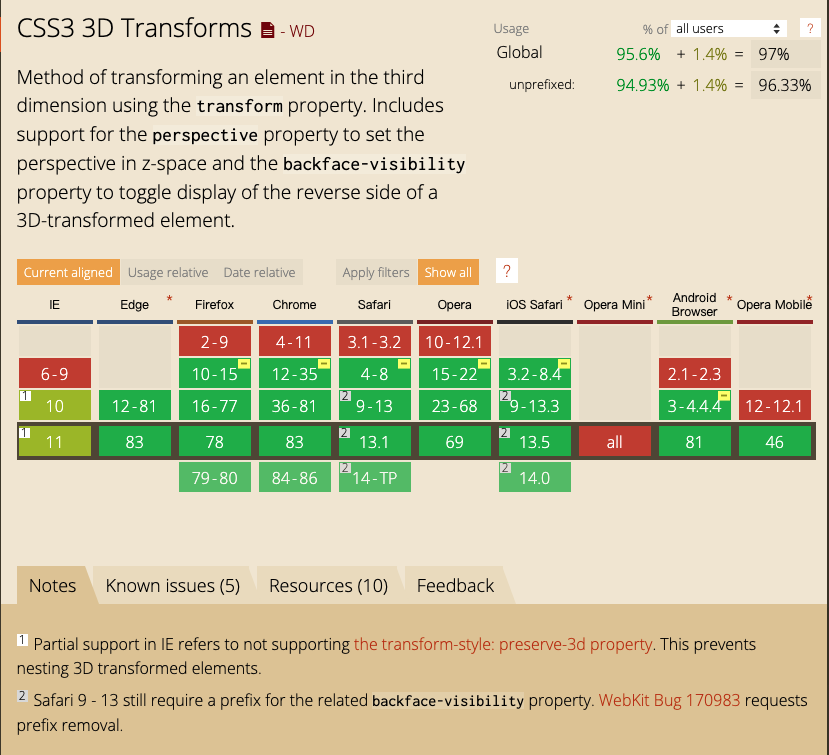 CSS3 3D Transforms - WD
Usage % of all users ?
Global 95.6% + 1.4% = 97%
unprefixed: 94.93% + 1.4% = 96.33%
Method of transforming an element in the third
dimension using the transform property. Includes
support for the perspective property to set the
perspective in z-space and the backface-visibility
property to toggle display of the reverse side of a
3D-transformed element.
Current aligned Usage relative Date relative Apply filters Show all ?
IE Edge * Firefox Chrome Safari Opera iOS Safari * Opera Mini * Android Browser * Opera Mobile *
2-9 4-11 3.1-3.2 10-12.1
6-9 10-15 12-35 4-8 15-22 3.2-8.4 2.1-2.3
1 10 12-81 16-77 36-81 2 9-13 23-68 2 9-13.3 3-4.4.4 12-12.1
1 11 83 78 83 2 13.1 69 2 13.5 all 81 46
79-80 84-86 2 14-TP 2 14.0
Notes Known issues (5) Resources (10) Feedback
1 Partial support in IE refers to not supporting the transform-style: preserve-3d property. This prevents
nesting 3D transformed elements.
2 Safari 9 - 13 still require a prefix for the related backface-visibility property. WebKit Bug 170983 requests
prefix removal.